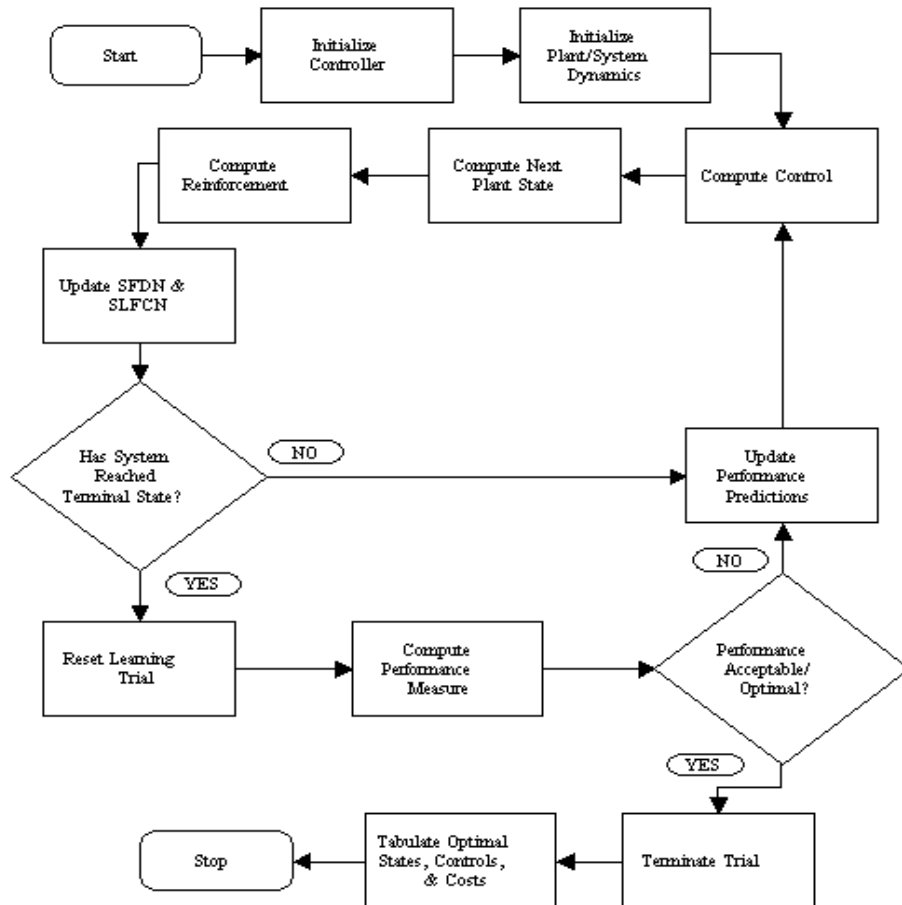 Start
Initialize
Controller
Initialize
Plant/System
Dynamics
Compute
Reinforcement
Compute Next
Plant State
Compute Control
Update SFDN &
SLFCN
Has System
Reached
Terminal State?
NO
Update
Performance
Predictions
YES
NO
Reset Learning
Trial
Compute
Performance
Measure
Performance
Acceptable/
Optimal?
YES
Stop
Tabulate Optimal
States, Controls,
& Costs
Terminate Trial